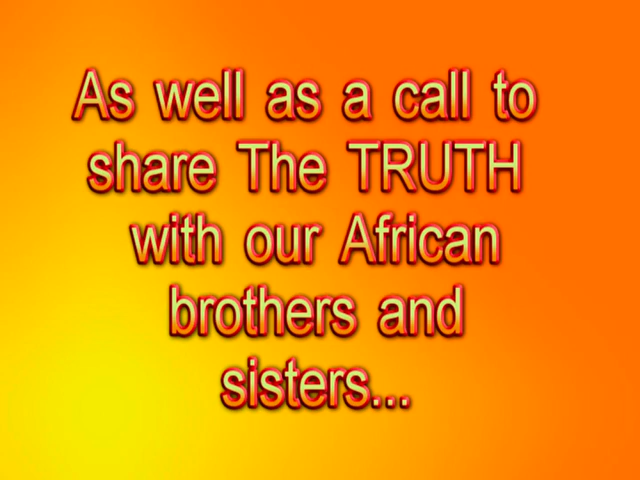 As well as a call to
share The TRUTH
with our African
brothers and
sisters...